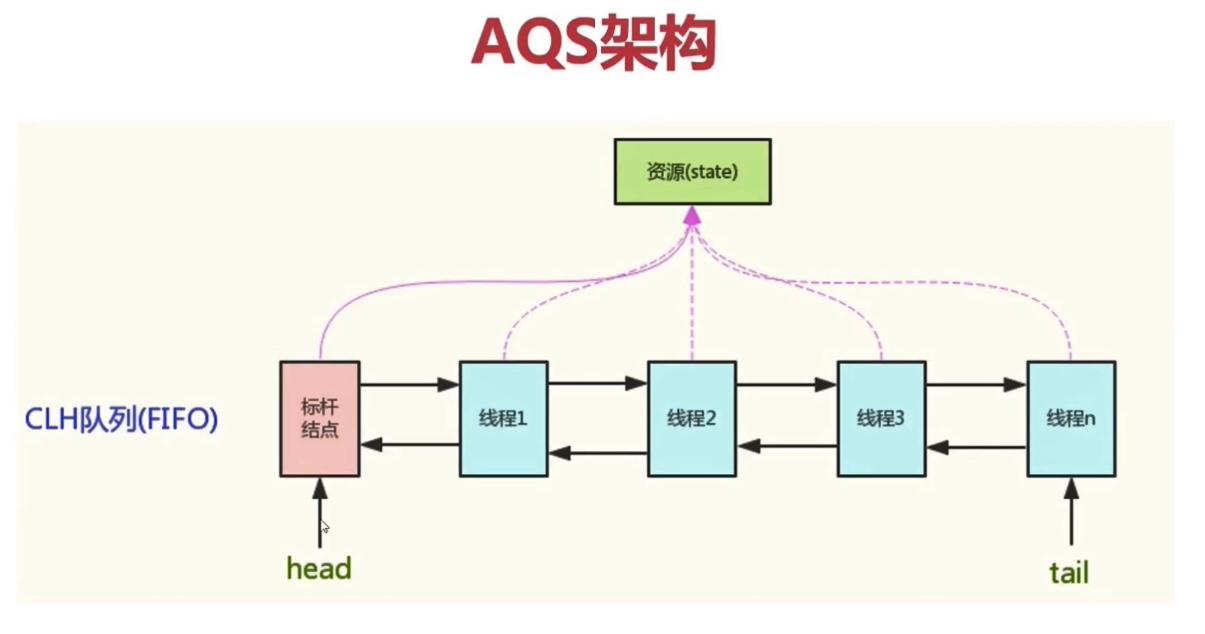 AQS架构
资源(state)
CLH队列(FIFO)
标杆
结点
线程1
线程2
线程3
线程n
head
tail